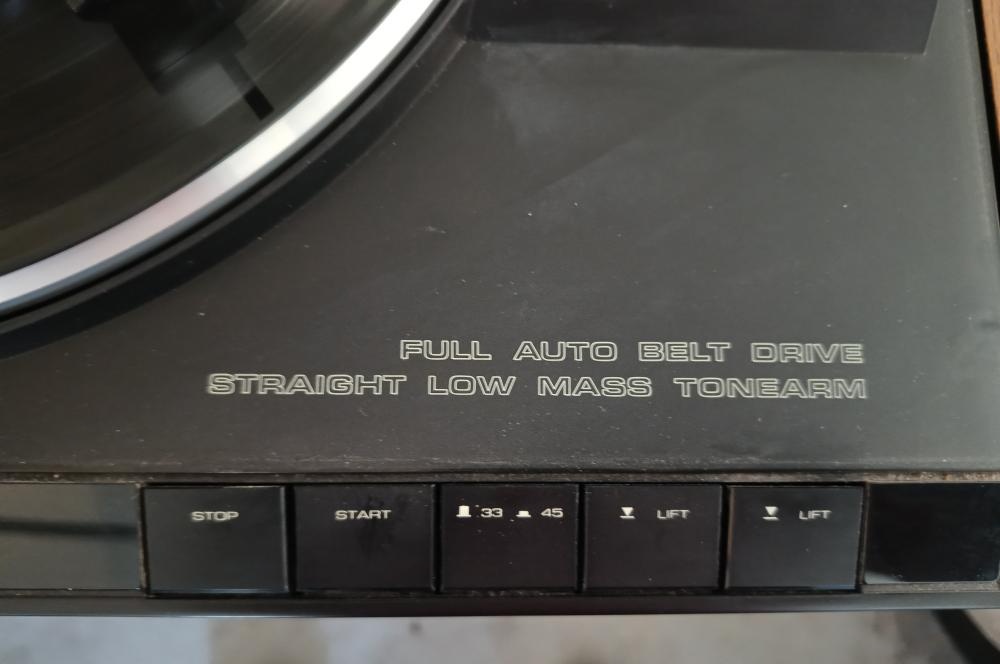 FULL AUTO BELT DRIVE
STRAIGHT LOW MASS TONEARM
STOP START 33 45 LIFT LIFT